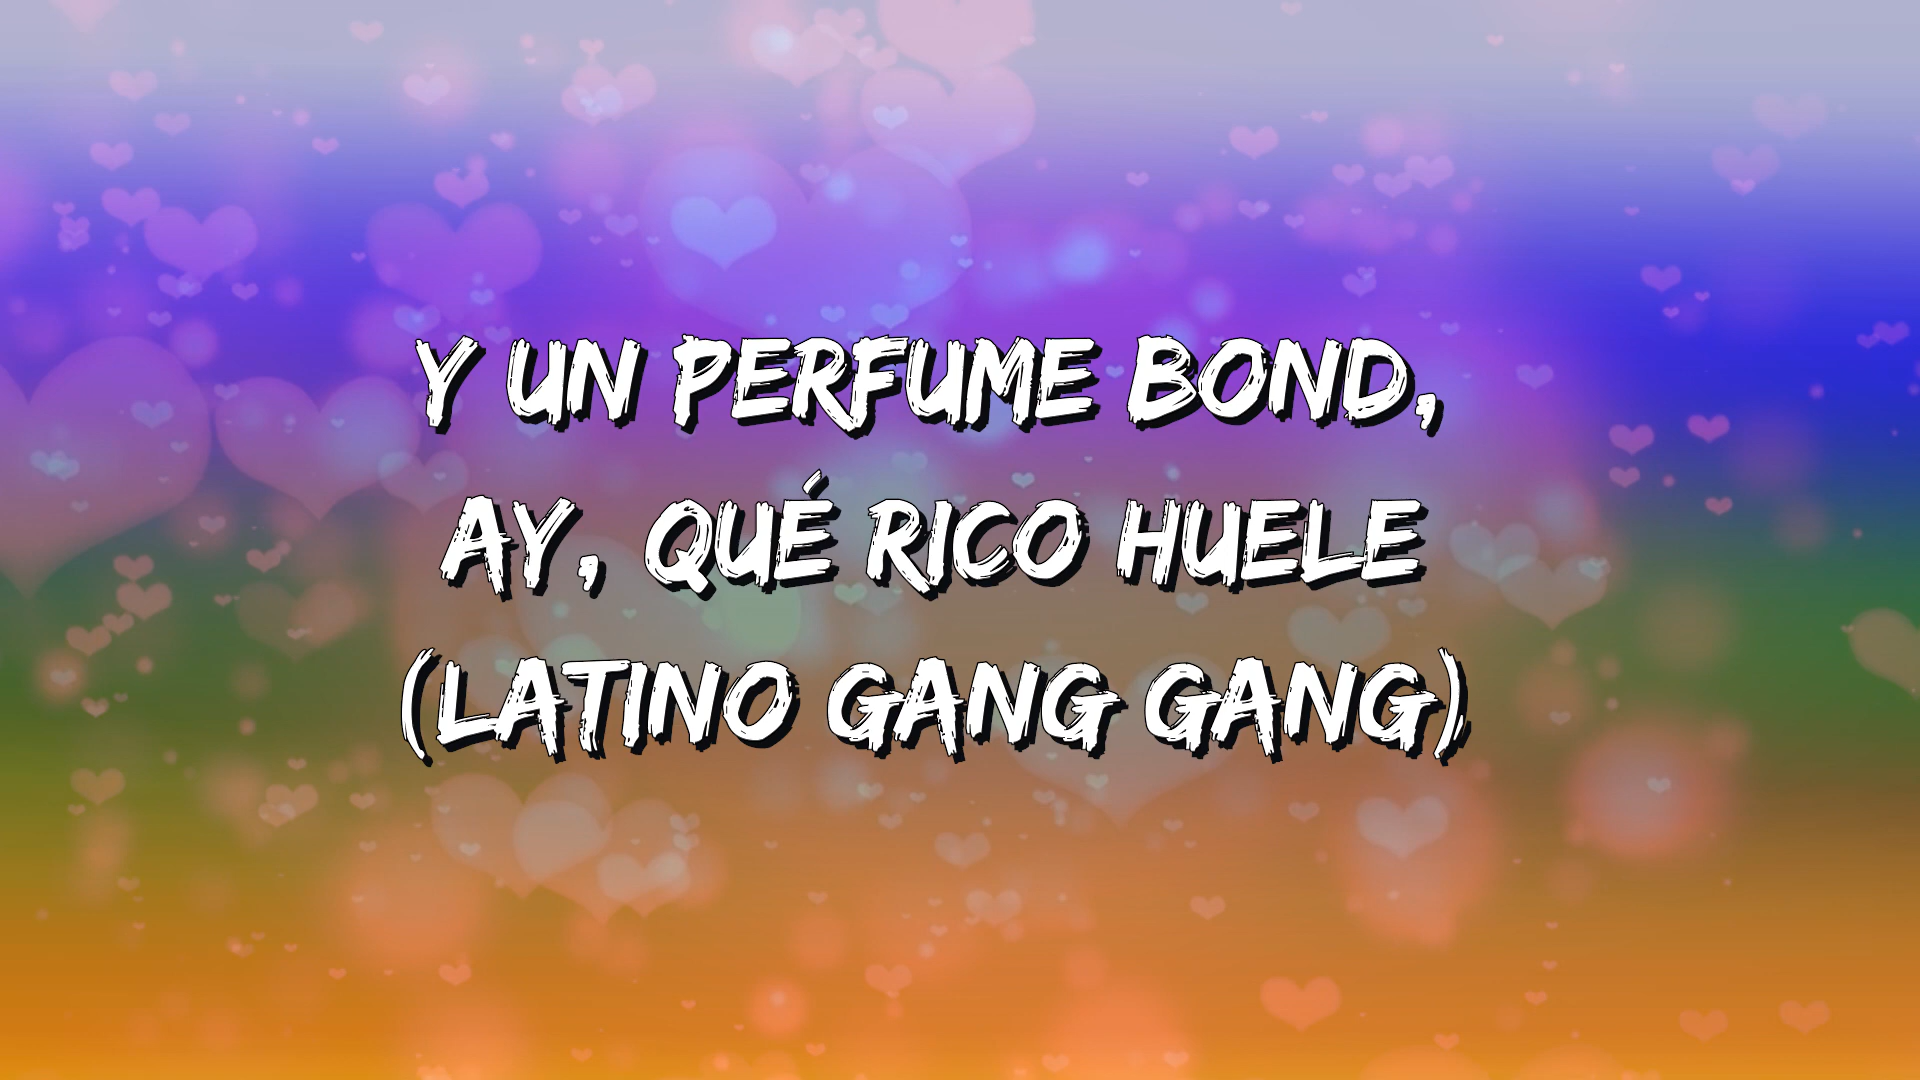 Y UN PERFUME BOND,
AY, QUÉ RICO HUELE
(LATINO GANG GANG)